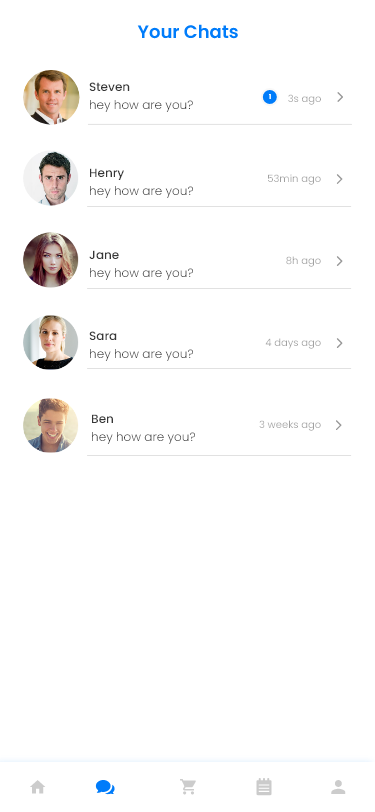 Your Chats
Steven
hey how are you?
1
3s ago
Henry
hey how are you?
53min ago
Jane
hey how are you?
8h ago
Sara
hey how are you?
4 days ago
Ben
hey how are you?
3 weeks ago